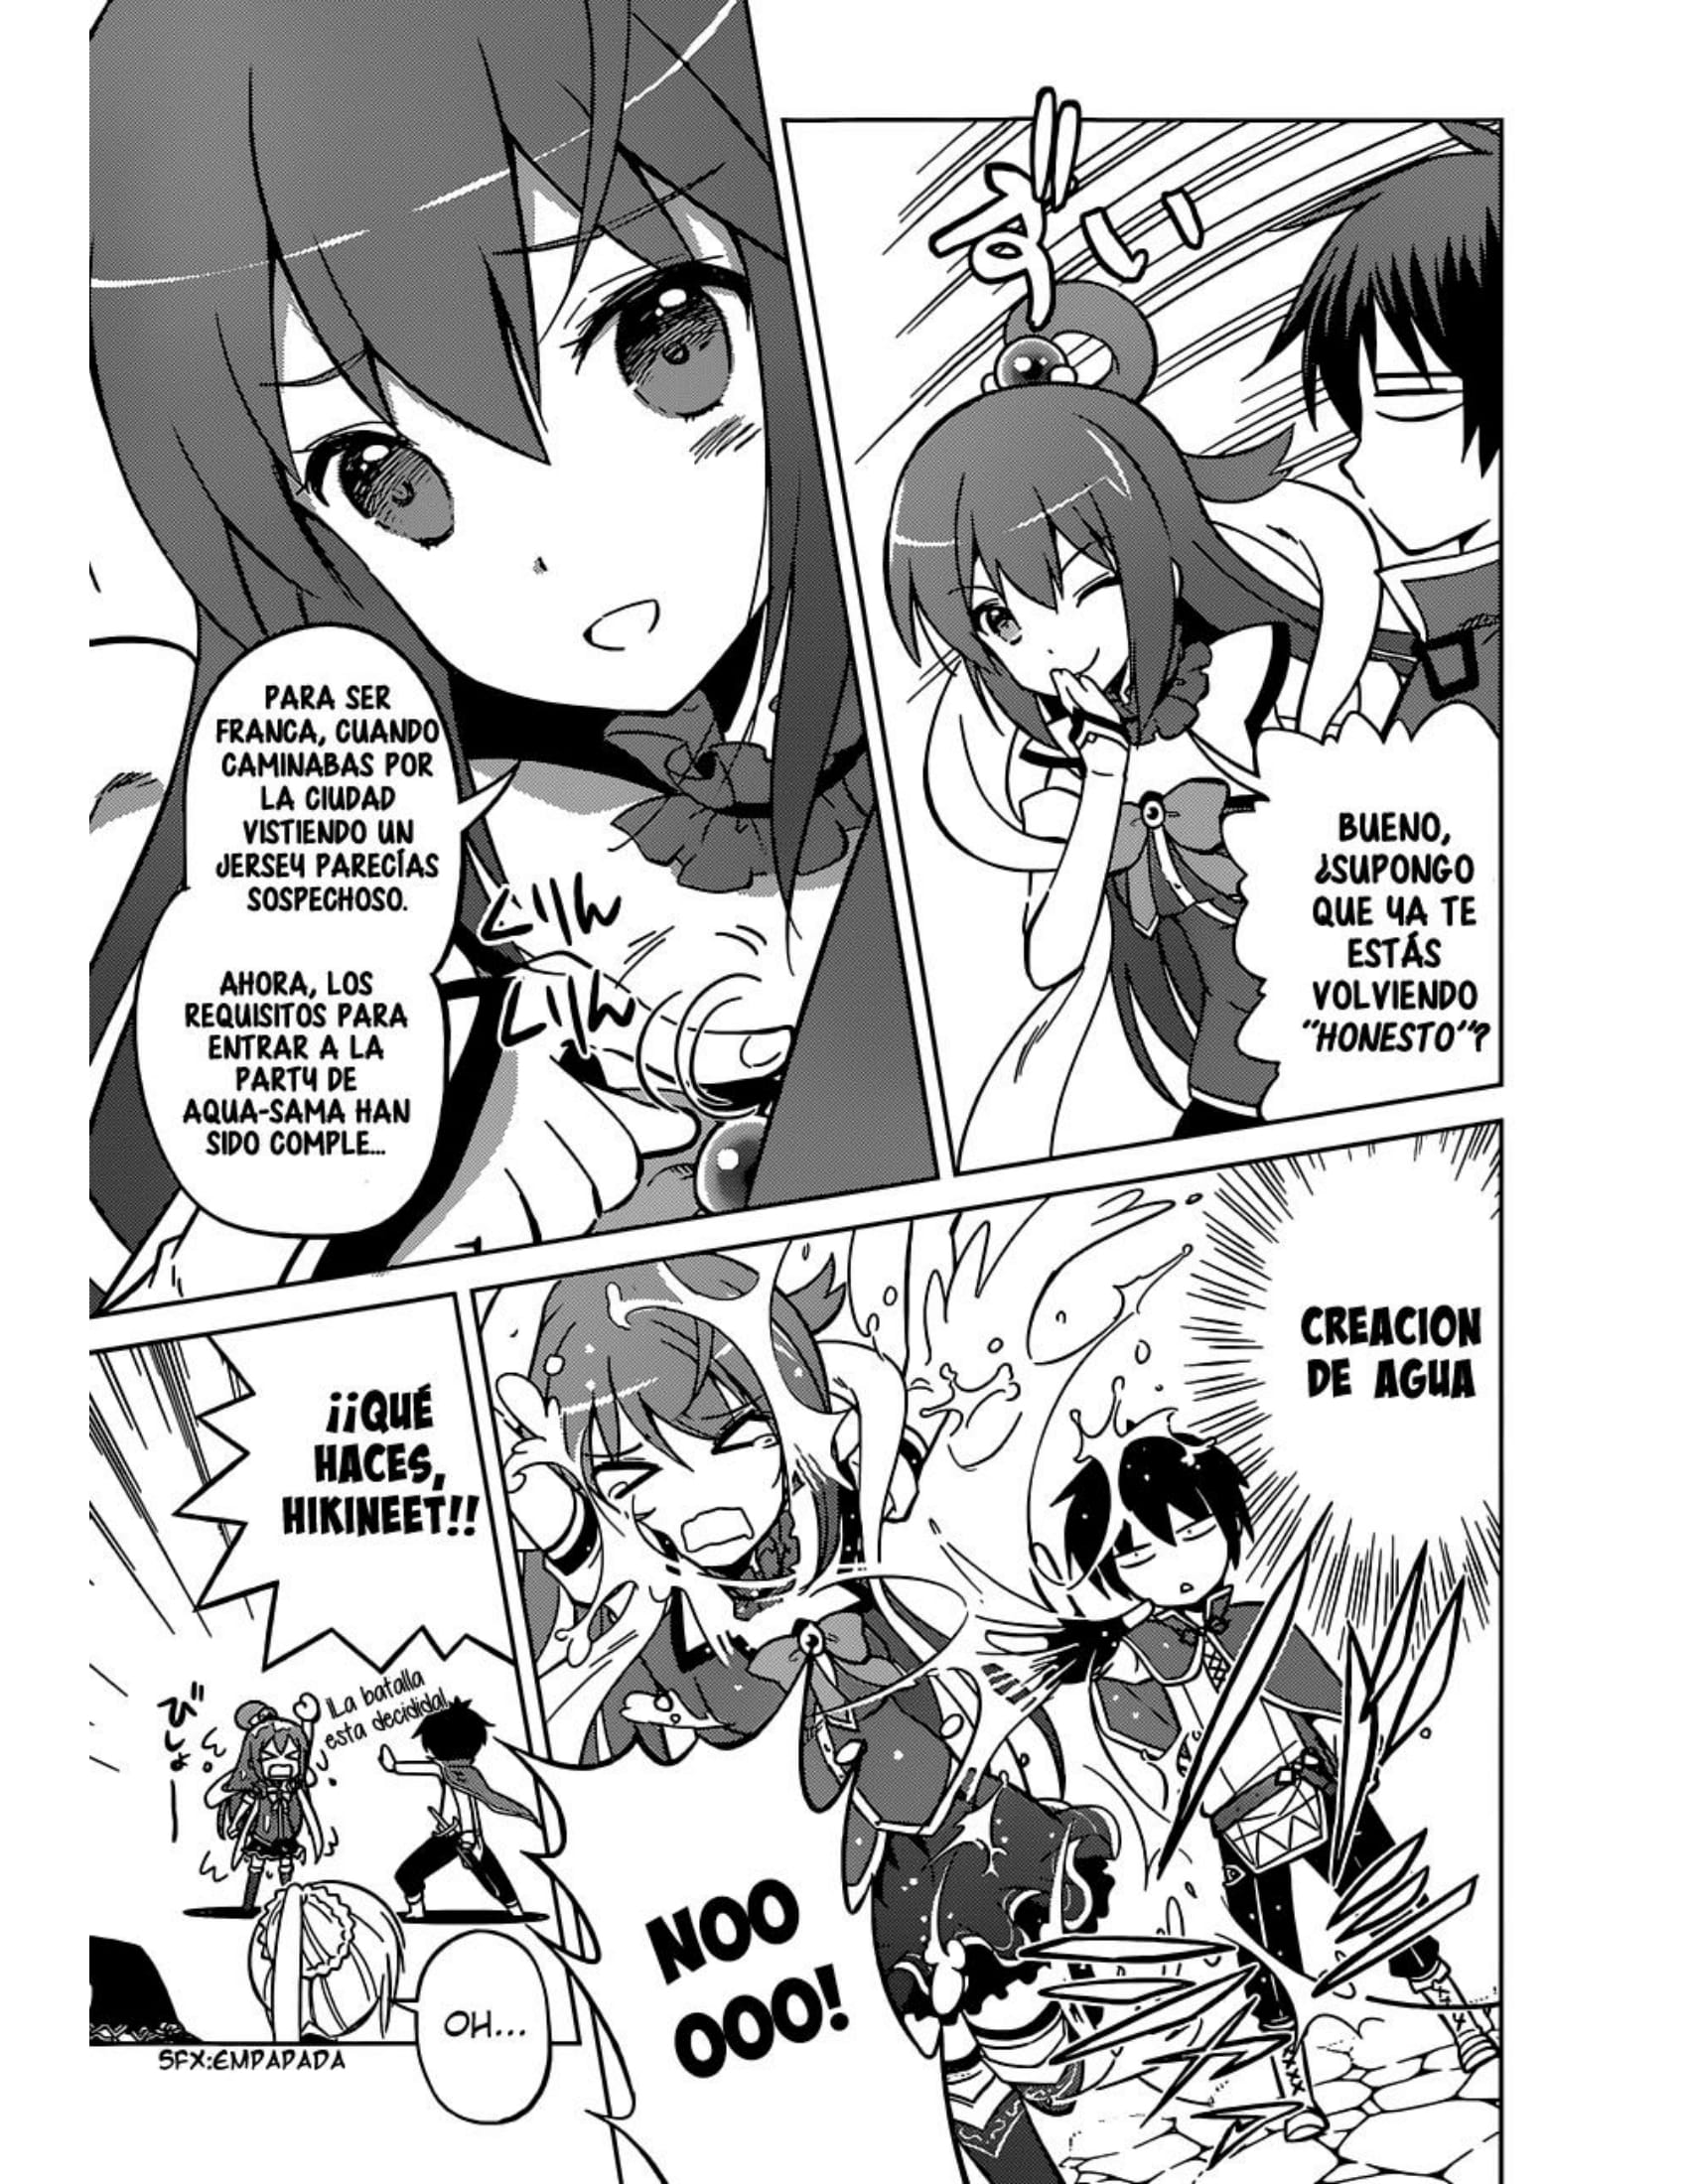 ずいっ
BUENO,
¿SUPONGO
QUE YA TE
ESTÁS
VOLVIENDO
"HONESTO"?
PARA SER
FRANCA, CUANDO
CAMINABAS POR
LA CIUDAD
VISTIENDO UN
JERSEY PARECÍAS
SOSPECHOSO.
AHORA, LOS
REQUISITOS PARA
ENTRAR A LA
PARTY DE
AQUA-SAMA HAN
SIDO COMPLE...
くりん
くりん
CREACION
DE AGUA
NOO
OOO!
¡¡QUÉ
HACES,
HIKINEET!!
¡La batalla
esta decidida!
びしょー
OH...
SFX:EMPAPADA